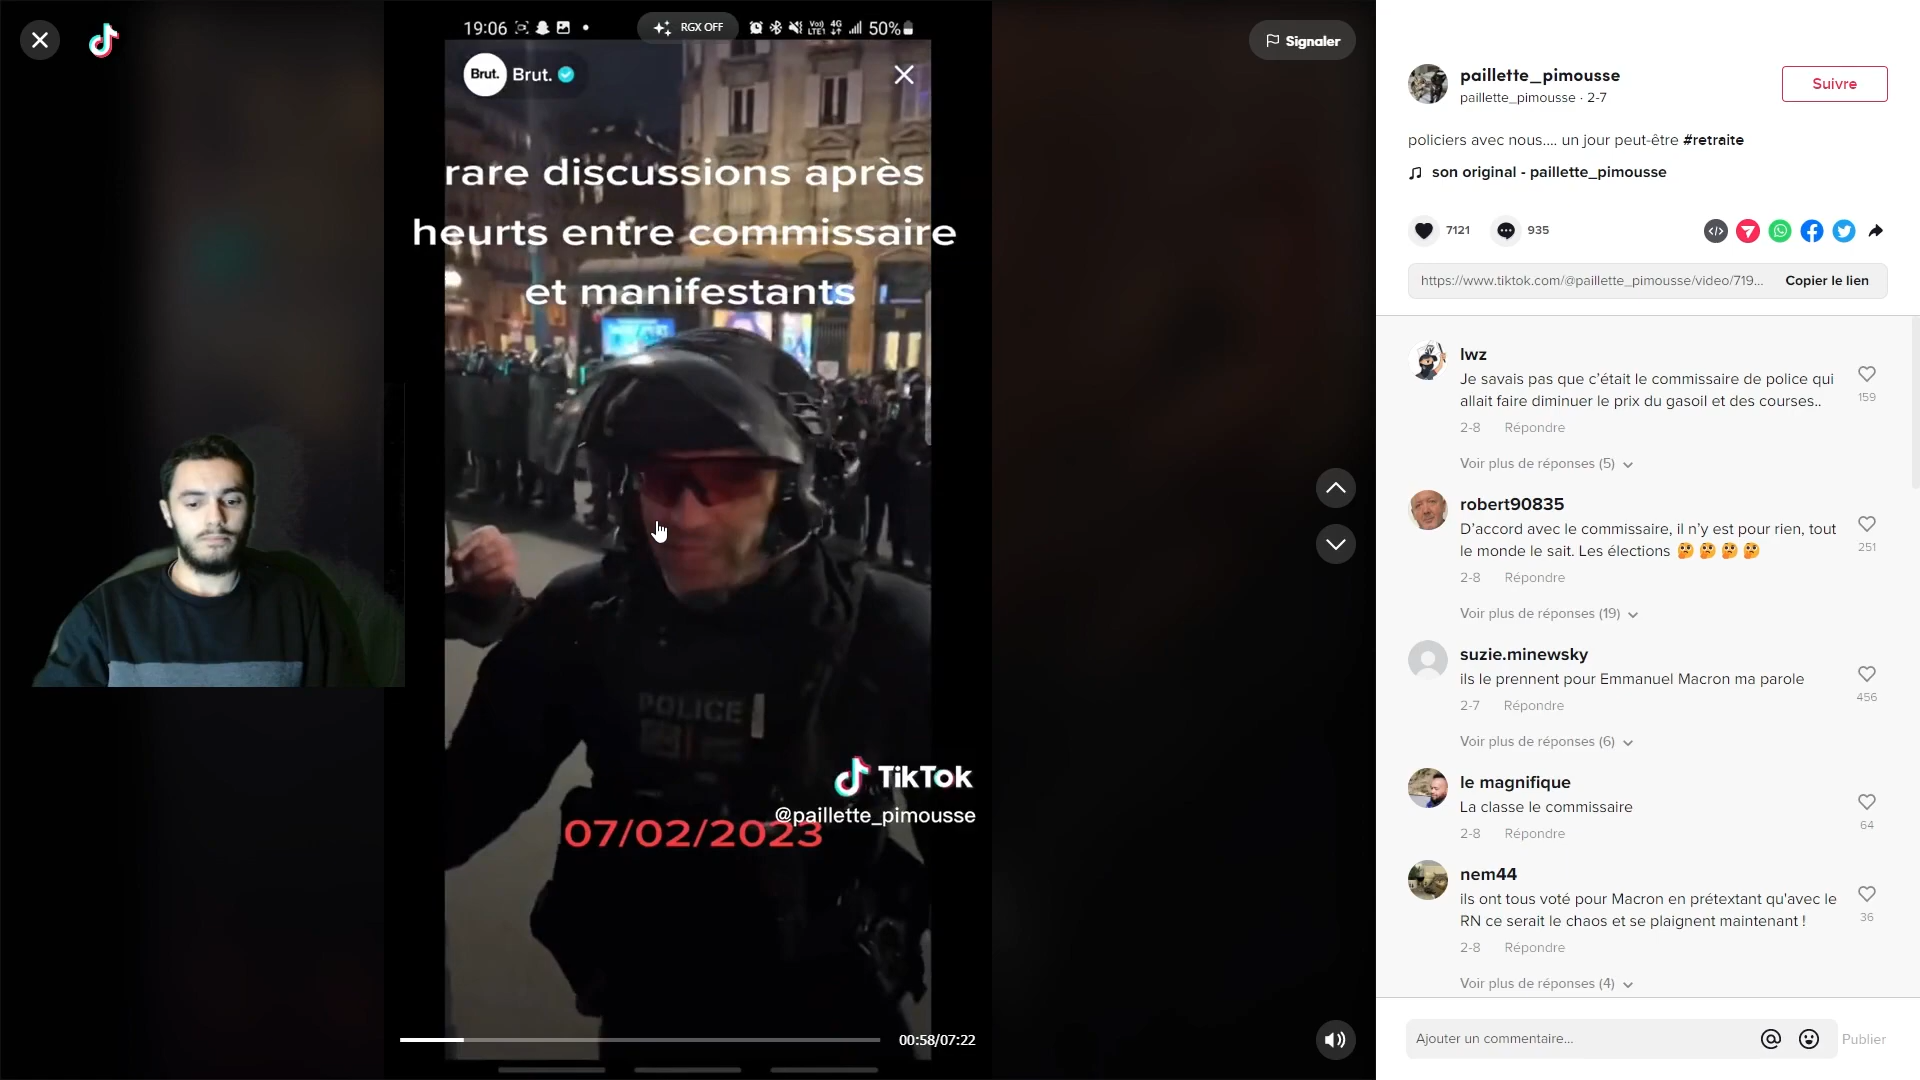 19:06
RGX OFF
50%
Signaler
Brut. Brut.
rare discussions après
heurts entre commissaire
et manifestants
POLICE
TikTok
@paillette_pimousse
07/02/2023
00:58/07:22
paillette_pimousse
paillette_pimousse · 2-7
Suivre
policiers avec nous.... un jour peut-être #retraite
son original - paillette_pimousse
7121
935
https://www.tiktok.com/@paillette_pimousse/video/719...
Copier le lien
lwz
Je savais pas que c’était le commissaire de police qui
allait faire diminuer le prix du gasoil et des courses..
159
2-8 Répondre
Voir plus de réponses (5)
robert90835
D’accord avec le commissaire, il n’y est pour rien, tout
le monde le sait. Les élections 🤔 🤔 🤔 🤔
251
2-8 Répondre
Voir plus de réponses (19)
suzie.minewsky
ils le prennent pour Emmanuel Macron ma parole
456
2-7 Répondre
Voir plus de réponses (6)
le magnifique
La classe le commissaire
64
2-8 Répondre
nem44
ils ont tous voté pour Macron en prétextant qu'avec le
RN ce serait le chaos et se plaignent maintenant !
36
2-8 Répondre
Voir plus de réponses (4)
Ajouter un commentaire...
Publier